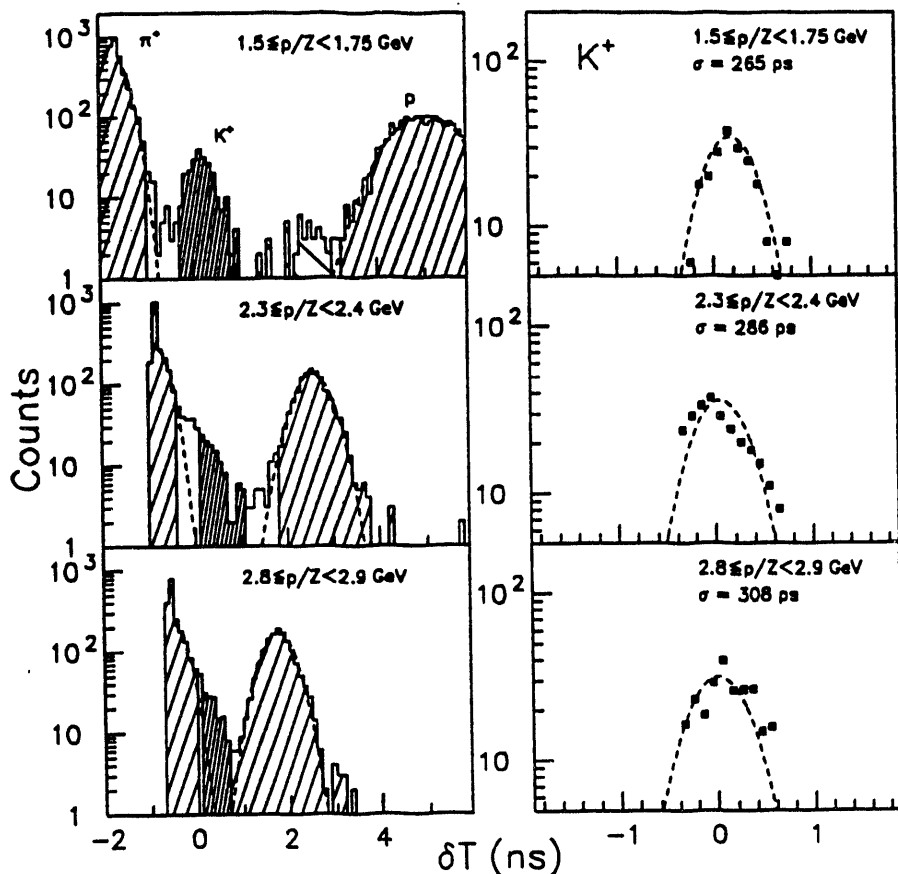 10³
10²
10
1
π⁺
K⁺
p
1.5≦p/Z<1.75 GeV
10³
10²
10
1
2.3≦p/Z<2.4 GeV
10³
10²
10
1
2.8≦p/Z<2.9 GeV
Counts
−2
0
2
4
10²
10
K⁺
1.5≦p/Z<1.75 GeV
σ = 265 ps
10²
10
2.3≦p/Z<2.4 GeV
σ = 286 ps
10²
10
2.8≦p/Z<2.9 GeV
σ = 308 ps
−1
0
1
δT (ns)